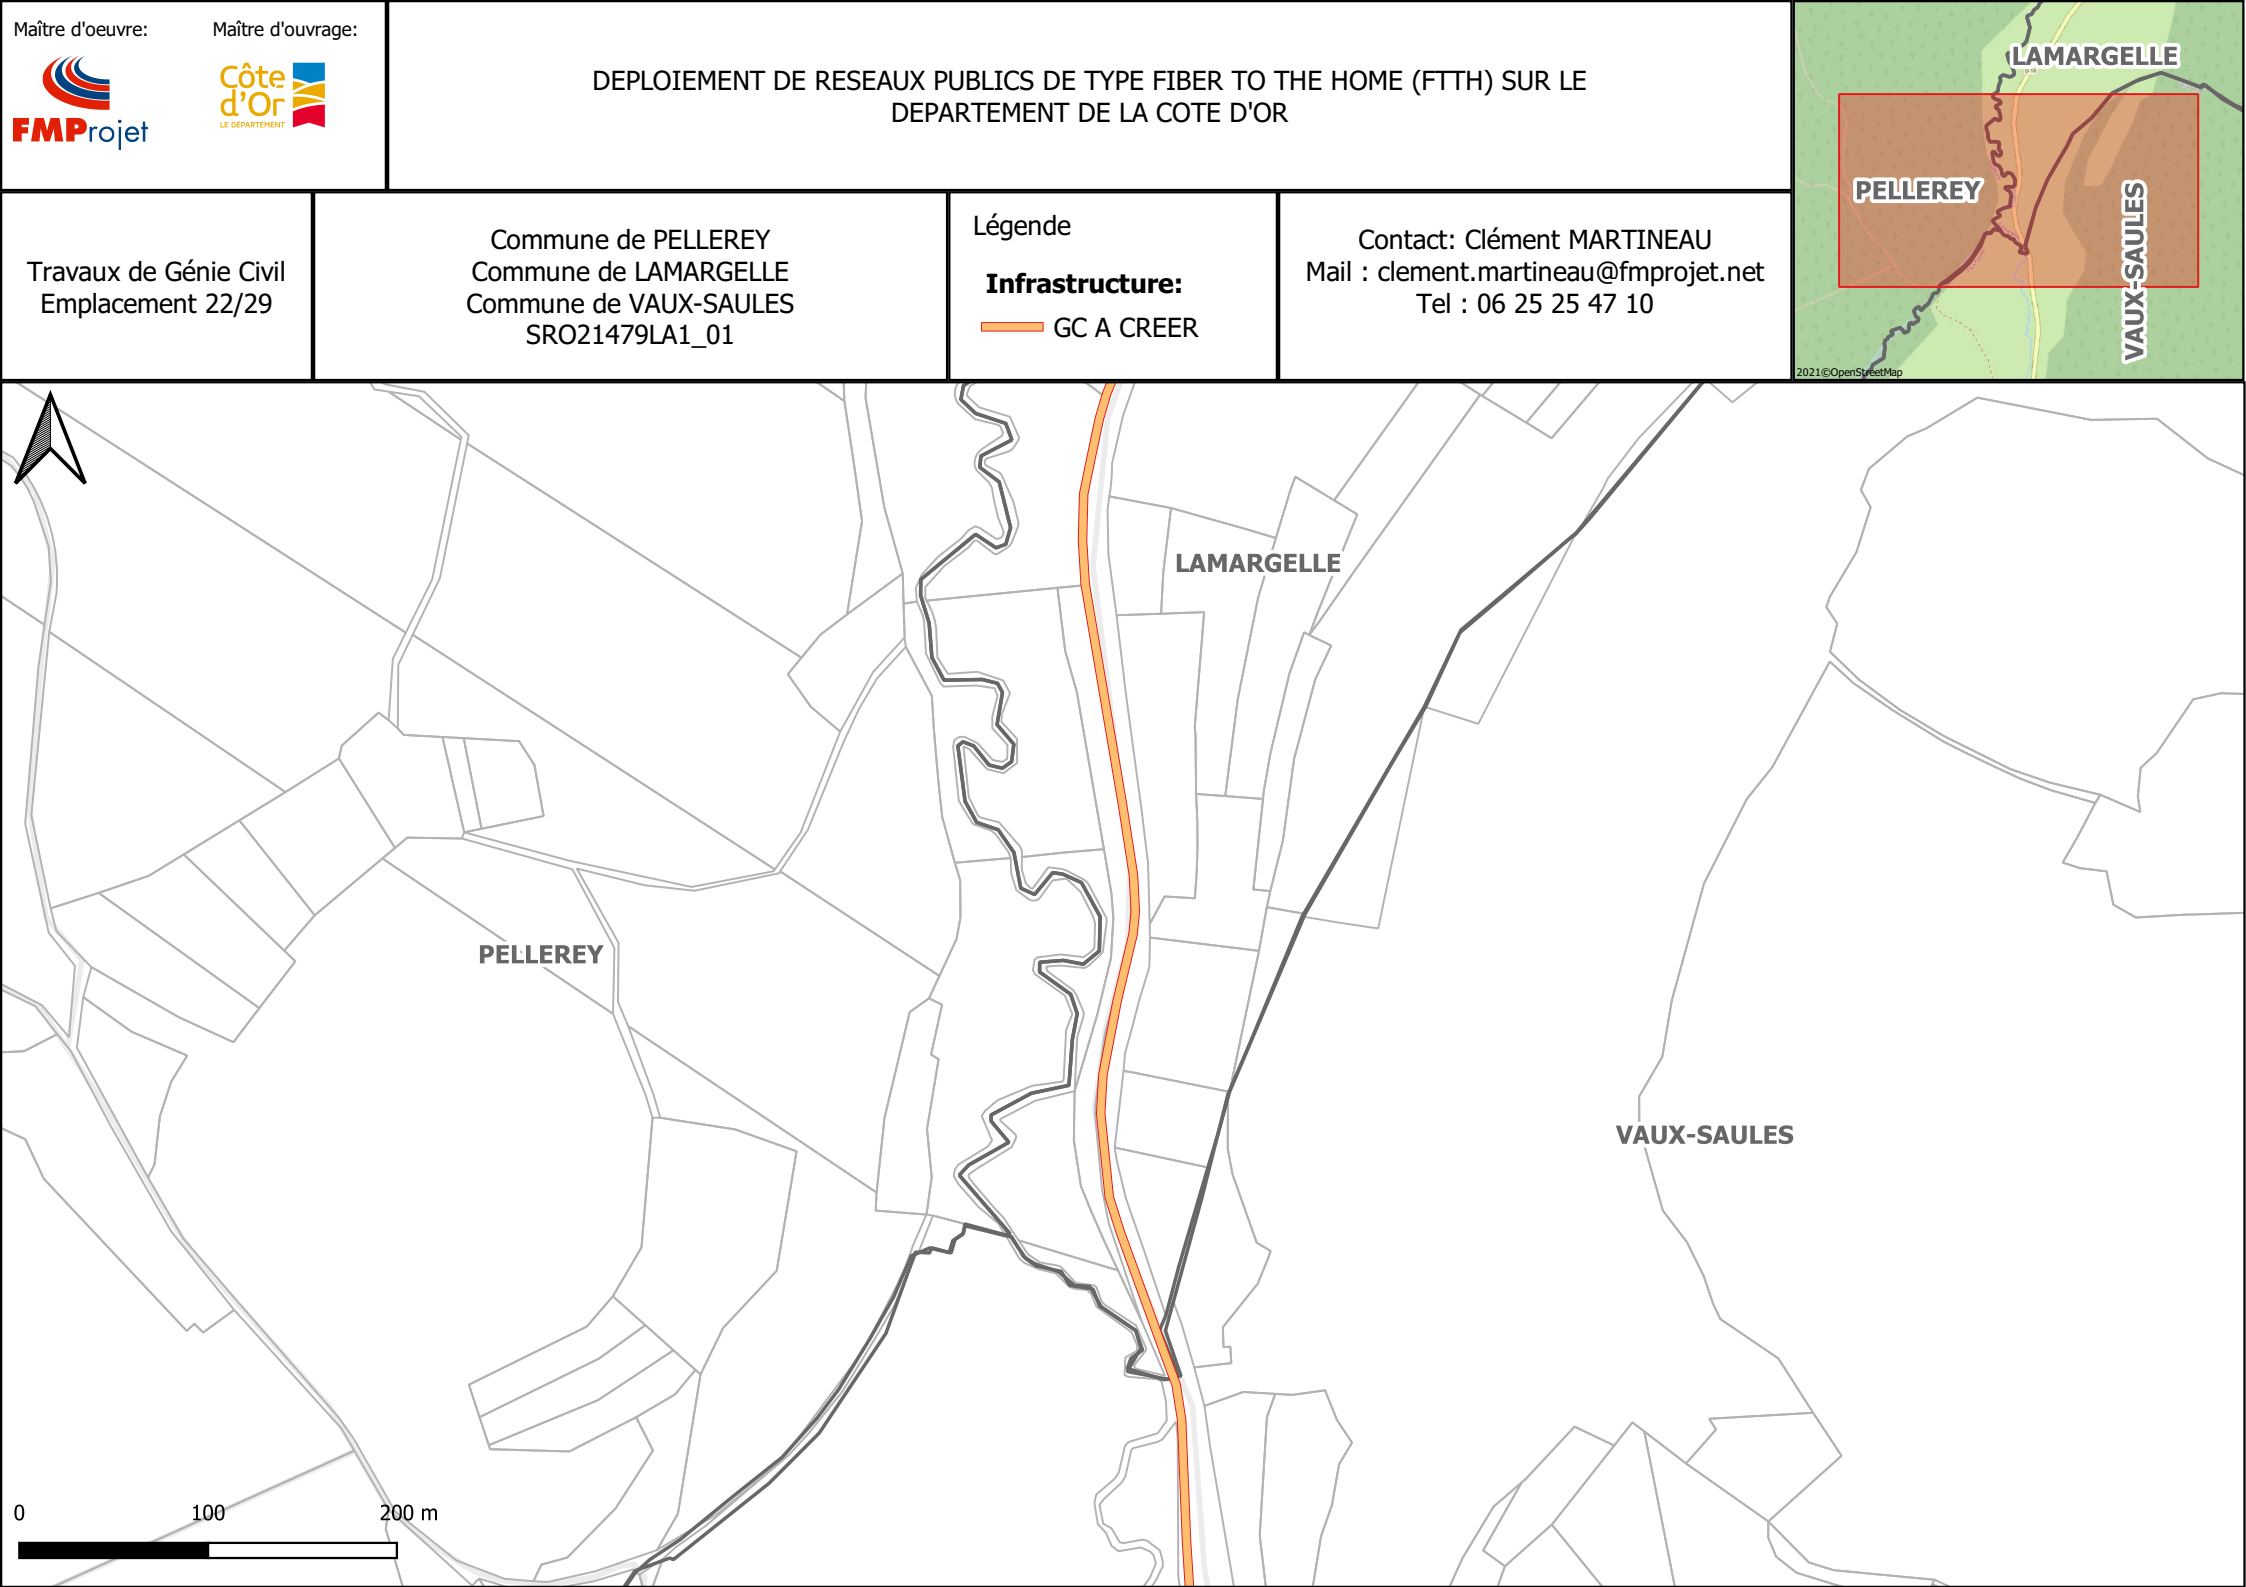 Maître d'oeuvre:
Maître d'ouvrage:
FMProjet
Côte
d'Or
LE DÉPARTEMENT
DEPLOIEMENT DE RESEAUX PUBLICS DE TYPE FIBER TO THE HOME (FTTH) SUR LE
DEPARTEMENT DE LA COTE D'OR
Travaux de Génie Civil
Emplacement 22/29
Commune de PELLEREY
Commune de LAMARGELLE
Commune de VAUX-SAULES
SRO21479LA1_01
Légende
Infrastructure:
GC A CREER
Contact: Clément MARTINEAU
Mail : clement.martineau@fmprojet.net
Tel : 06 25 25 47 10
LAMARGELLE
PELLEREY
VAUX-SAULES
2021©OpenStreetMap
LAMARGELLE
PELLEREY
VAUX-SAULES
0 100 200 m